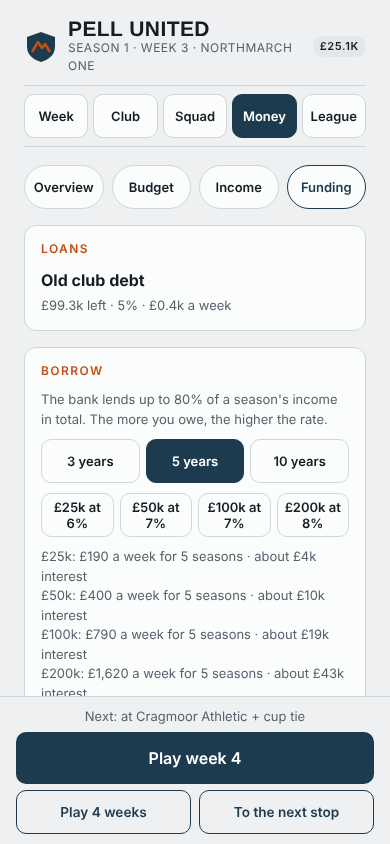 PELL UNITED
SEASON 1 · WEEK 3 · NORTHMARCH
ONE
£25.1K
Week
Club
Squad
Money
League
Overview
Budget
Income
Funding
LOANS
Old club debt
£99.3k left · 5% · £0.4k a week
BORROW
The bank lends up to 80% of a season's income
in total. The more you owe, the higher the rate.
3 years
5 years
10 years
£25k at
6%
£50k at
7%
£100k at
7%
£200k at
8%
£25k: £190 a week for 5 seasons · about £4k
interest
£50k: £400 a week for 5 seasons · about £10k
interest
£100k: £790 a week for 5 seasons · about £19k
interest
£200k: £1,620 a week for 5 seasons · about £43k
interest
Next: at Cragmoor Athletic + cup tie
Play week 4
Play 4 weeks
To the next stop